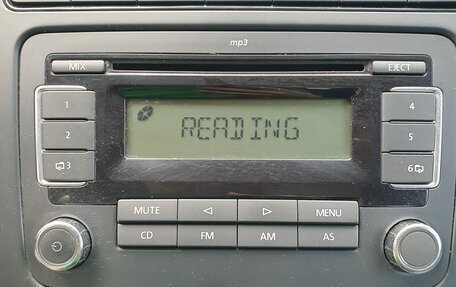 mp3
MIX
EJECT
1
4
READING
2
5
3
6
MUTE
MENU
CD
FM
AM
AS